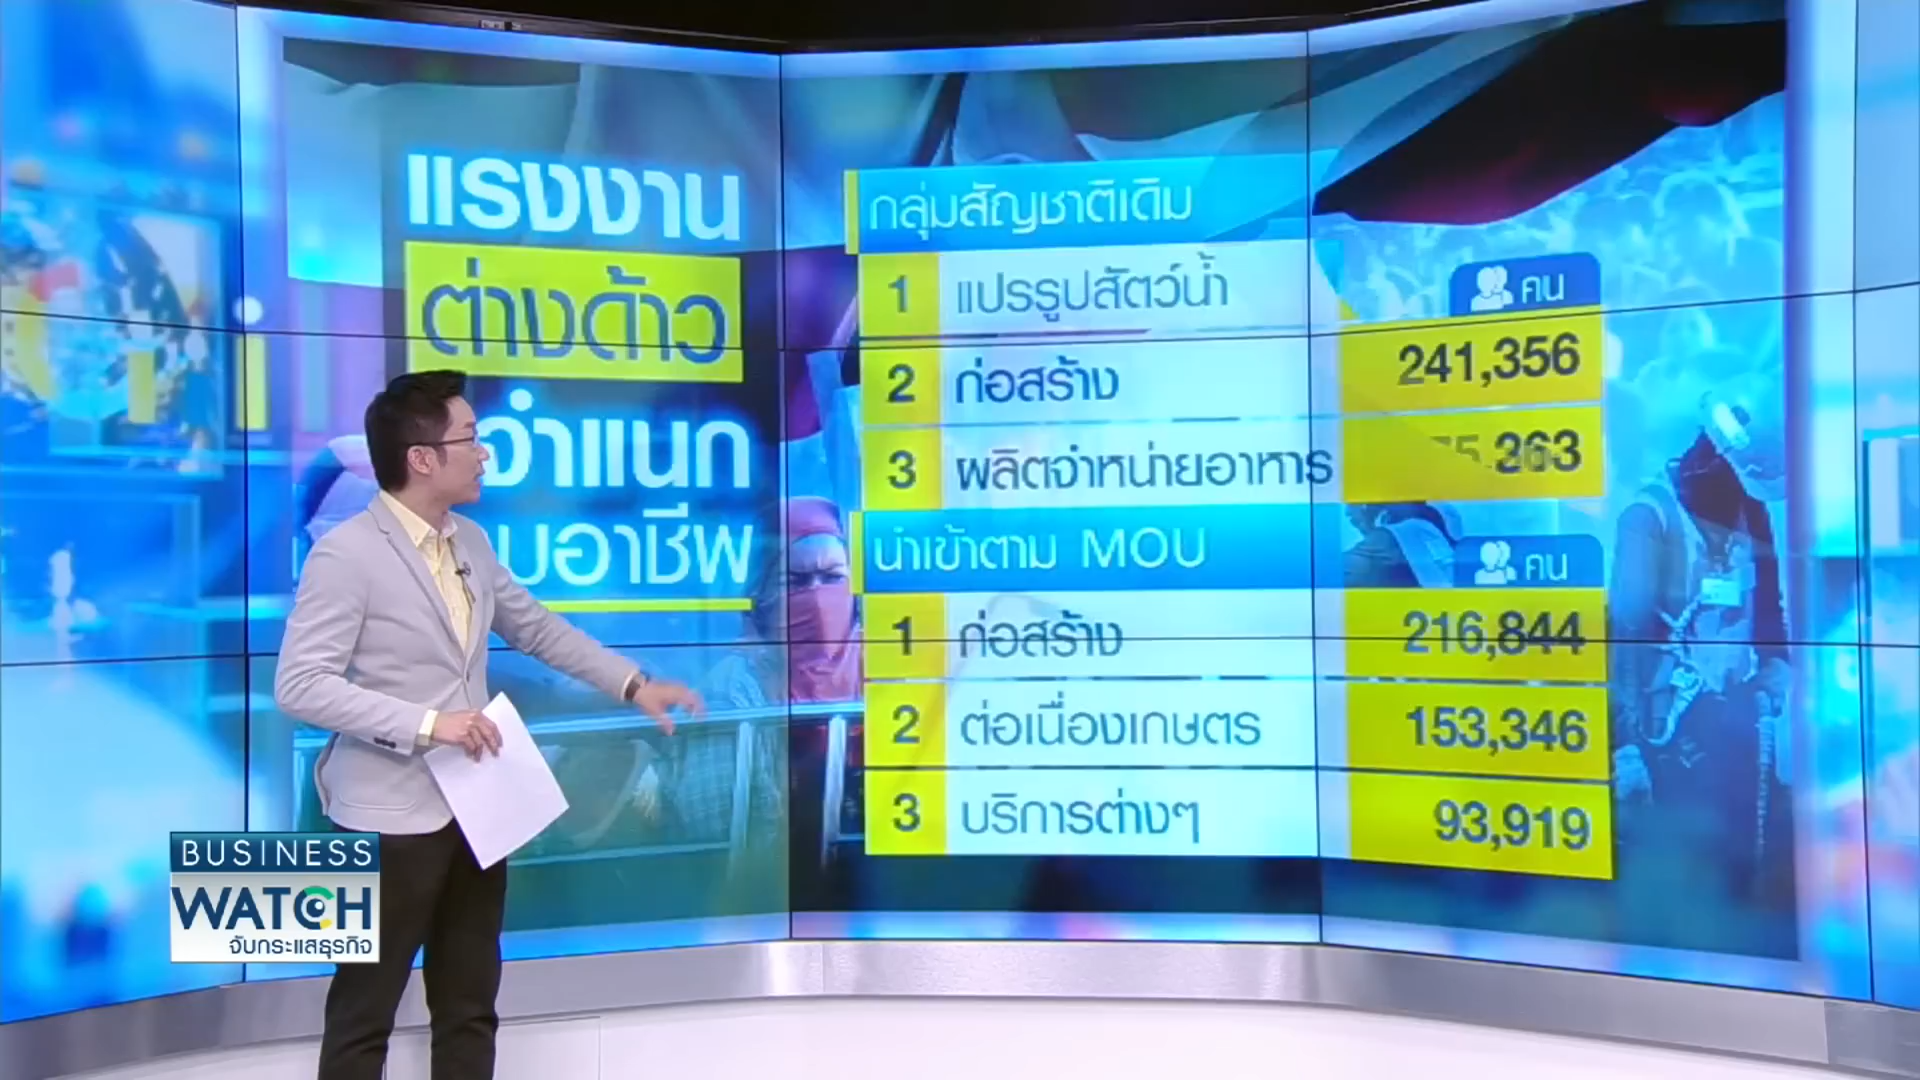 แรงงาน
ต่างด้าว
จำแนก
อาชีพ
กลุ่มสัญชาติเดิม
คน
1 แปรรูปสัตว์น้ำ
2 ก่อสร้าง 241,356
3 ผลิตจำหน่ายอาหาร
นำเข้าตาม MOU
คน
1 ก่อสร้าง 216,844
2 ต่อเนื่องเกษตร 153,346
3 บริการต่างๆ 93,919
BUSINESS
WATCH
จับกระแสธุรกิจ